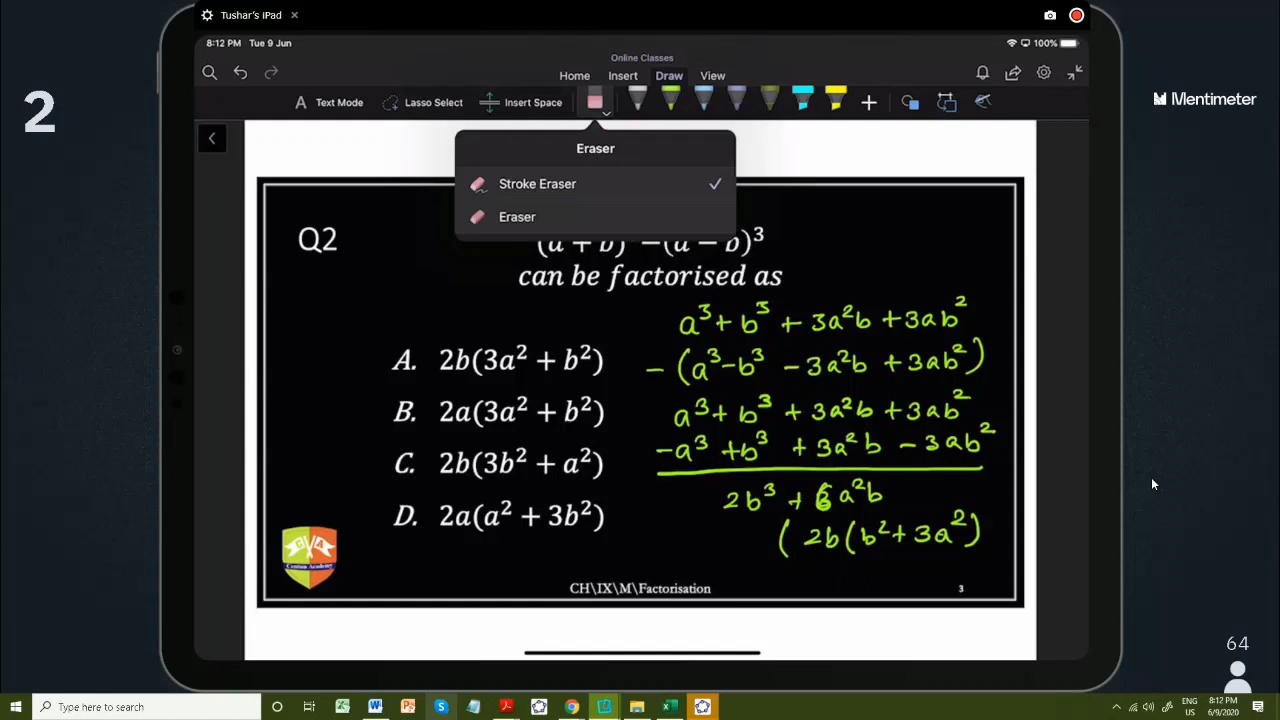 Tushar's iPad ×
8:12 PM Tue 9 Jun
100%
2
Mentimeter
Online Classes
Home Insert Draw View
Text Mode Lasso Select Insert Space
Eraser
Stroke Eraser
Eraser
Q2
(a + b) −(a − b)³
can be factorised as
a³ + b³ + 3a²b + 3ab²
A. 2b(3a² + b²)
−(a³ − b³ − 3a²b + 3ab²)
B. 2a(3a² + b²)
a³ + b³ + 3a²b + 3ab²
−a³ + b³ + 3a²b − 3ab²
C. 2b(3b² + a²)
2b³ + 6a²b
D. 2a(a² + 3b²)
(2b(b² + 3a²)
Centum Academy
CH\IX\M\Factorisation
3
64
Type here to search
ENG
US
8:12 PM
6/9/2020